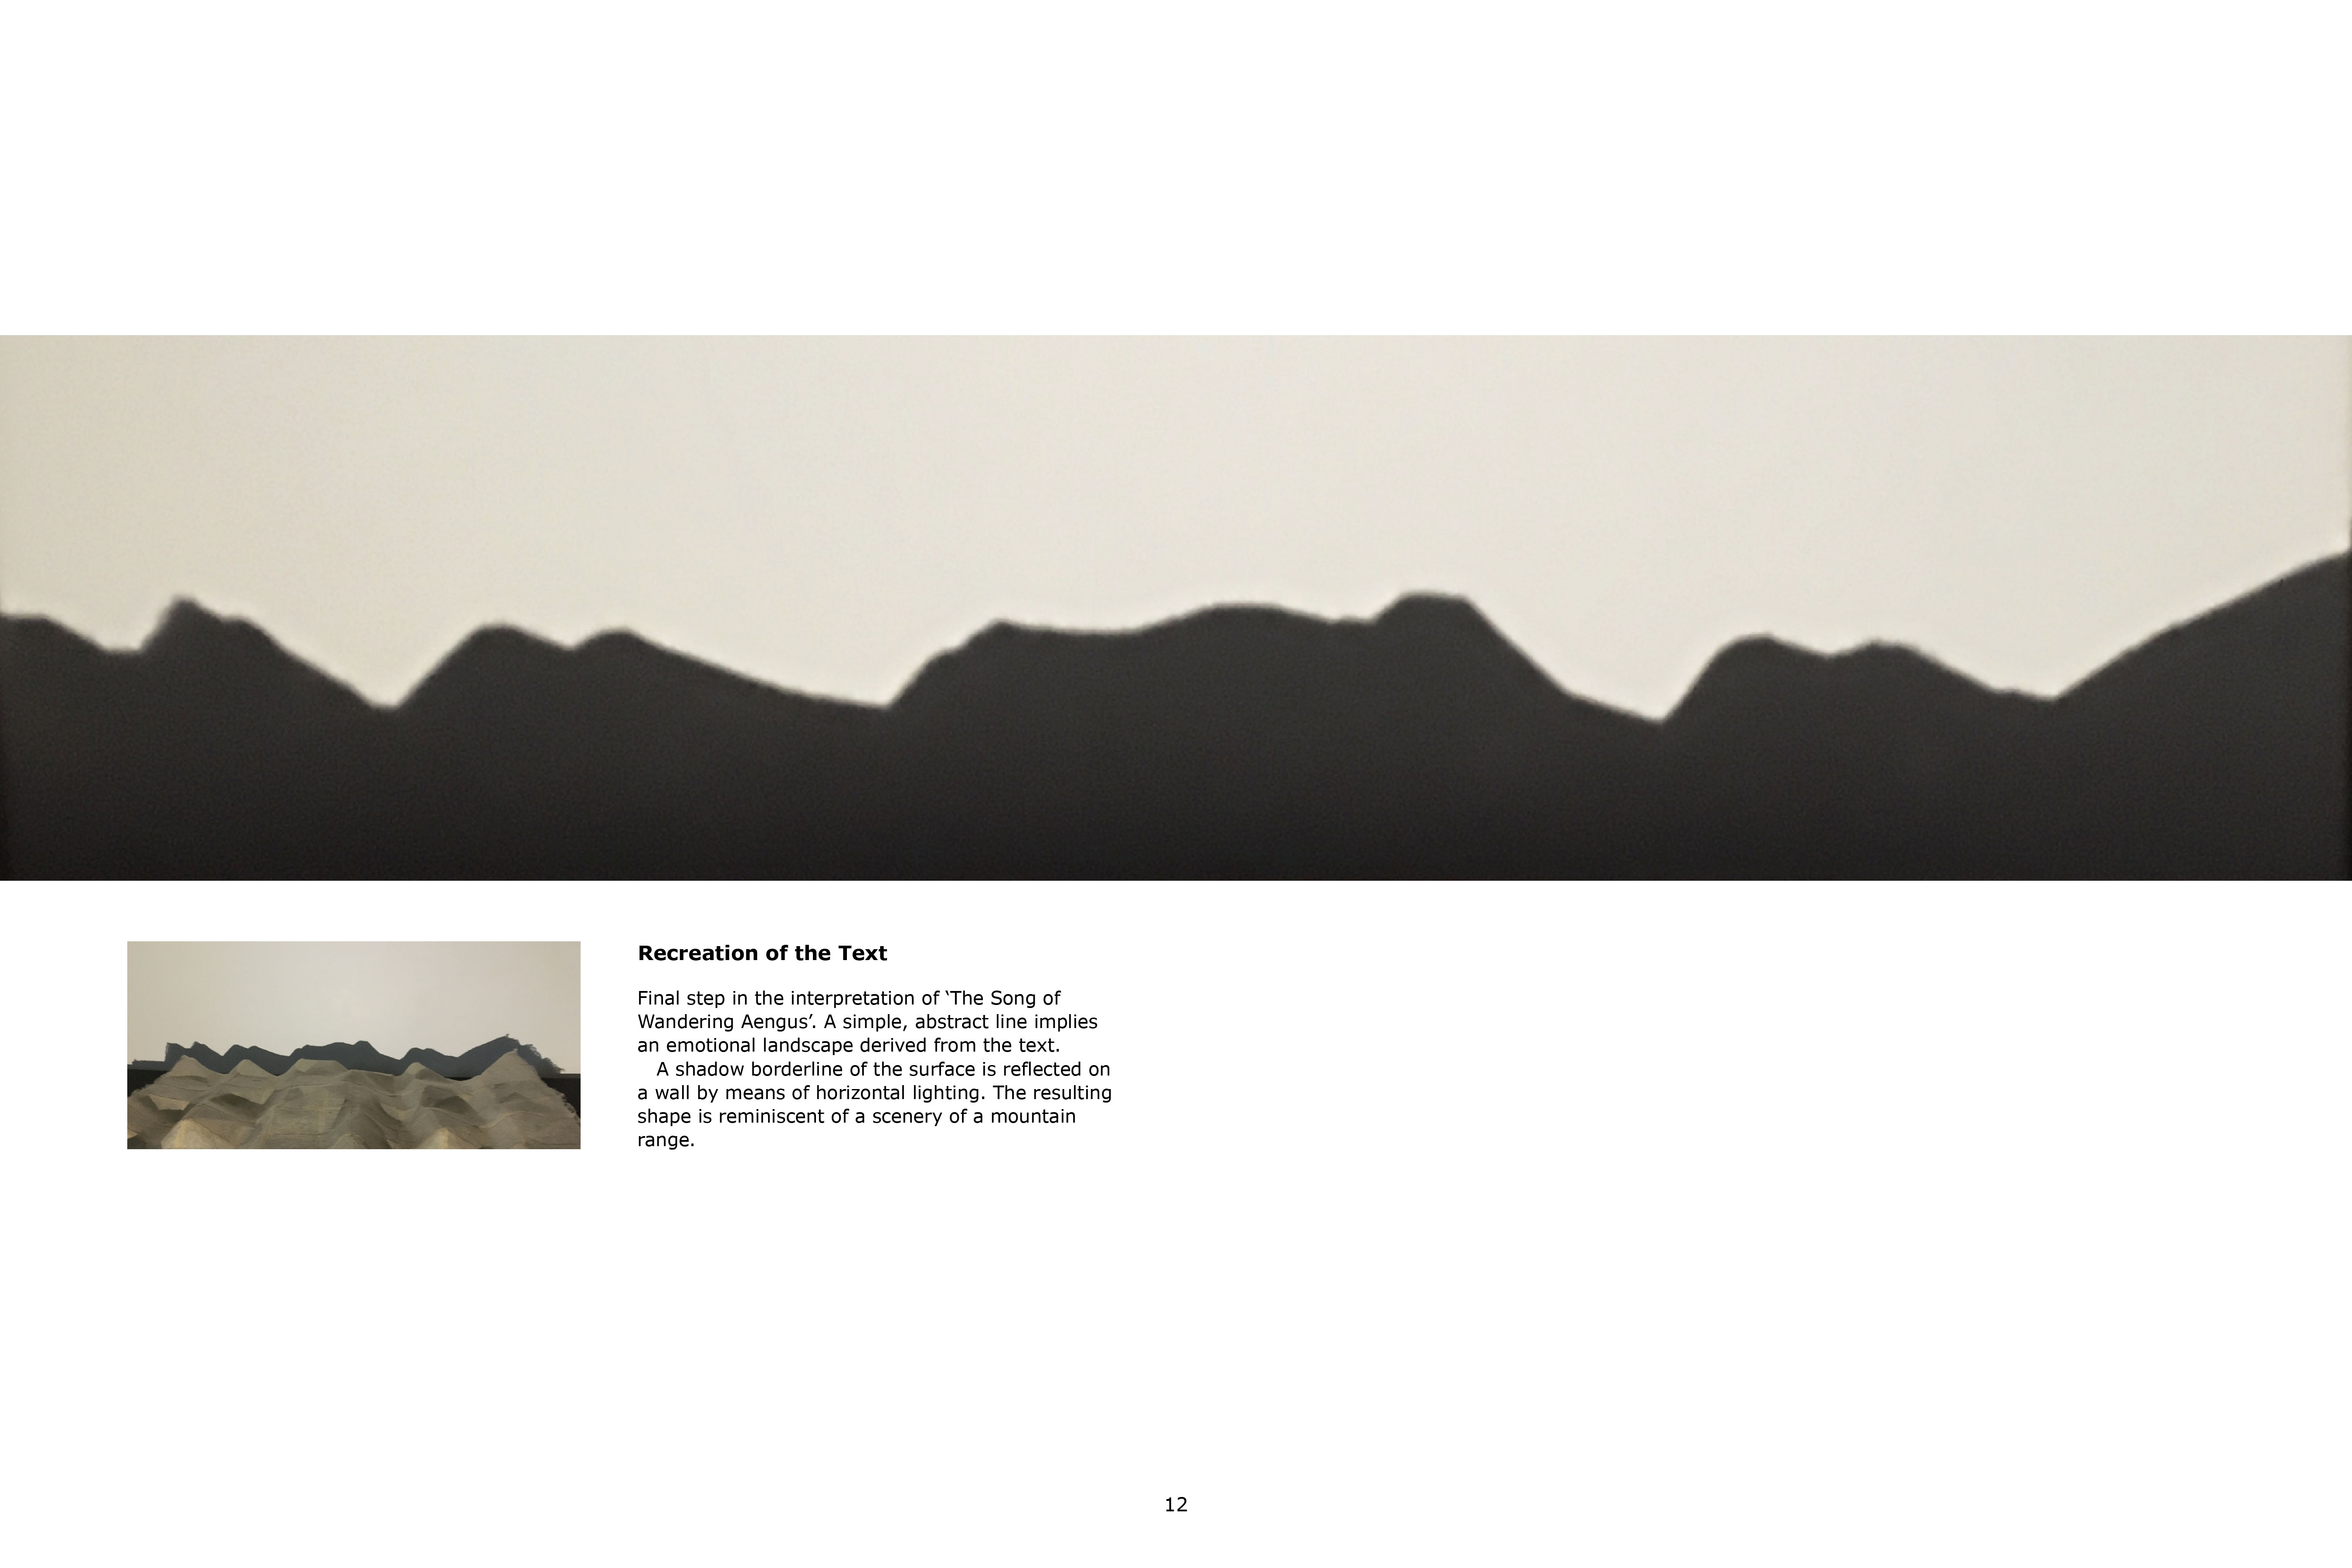 Recreation of the Text
Final step in the interpretation of ‘The Song of
Wandering Aengus’. A simple, abstract line implies
an emotional landscape derived from the text.
A shadow borderline of the surface is reflected on
a wall by means of horizontal lighting. The resulting
shape is reminiscent of a scenery of a mountain
range.
12